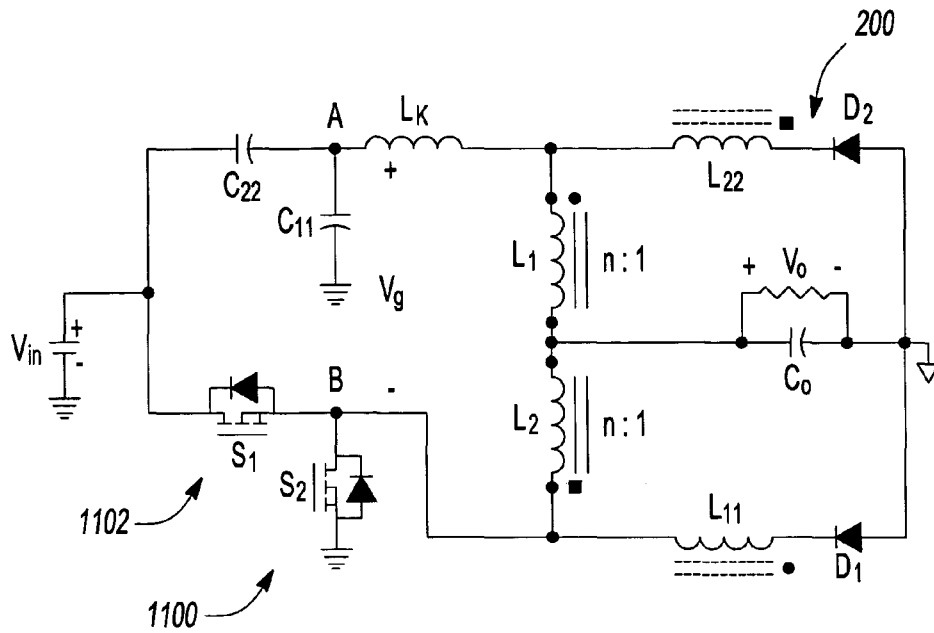 200
A
L_K
D_2
+
C_22
L_22
C_11
L_1
n : 1
V_g
+ V_o -
V_in
+
-
B
-
C_o
S_1
L_2
n : 1
S_2
1102
L_11
D_1
1100